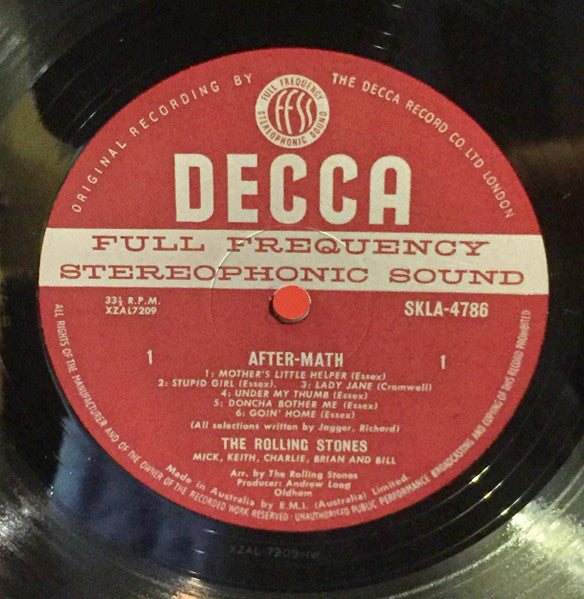 ORIGINAL RECORDING BY THE DECCA RECORD CO. LTD LONDON
FULL FREQUENCY
FFSS
STEREOPHONIC SOUND
DECCA
FULL FREQUENCY
STEREOPHONIC SOUND
33⅓ R.P.M.
XZAL7209
SKLA-4786
1 AFTER-MATH 1
1: MOTHER'S LITTLE HELPER (Essex)
2: STUPID GIRL (Essex). 3: LADY JANE (Cromwell)
4: UNDER MY THUMB (Essex)
5: DONCHA BOTHER ME (Essex)
6: GOIN' HOME (Essex)
(All selections written by Jagger, Richard)
THE ROLLING STONES
MICK, KEITH, CHARLIE, BRIAN AND BILL
Arr. by The Rolling Stones
Producer: Andrew Loog
Oldham
Made in Australia by E.M.I. (Australia) Limited.
ALL RIGHTS OF THE MANUFACTURER AND OF THE OWNER OF THE RECORDED WORK RESERVED - UNAUTHORISED PUBLIC PERFORMANCE BROADCASTING AND COPYING OF THIS RECORD PROHIBITED
XZAL-7209-1W